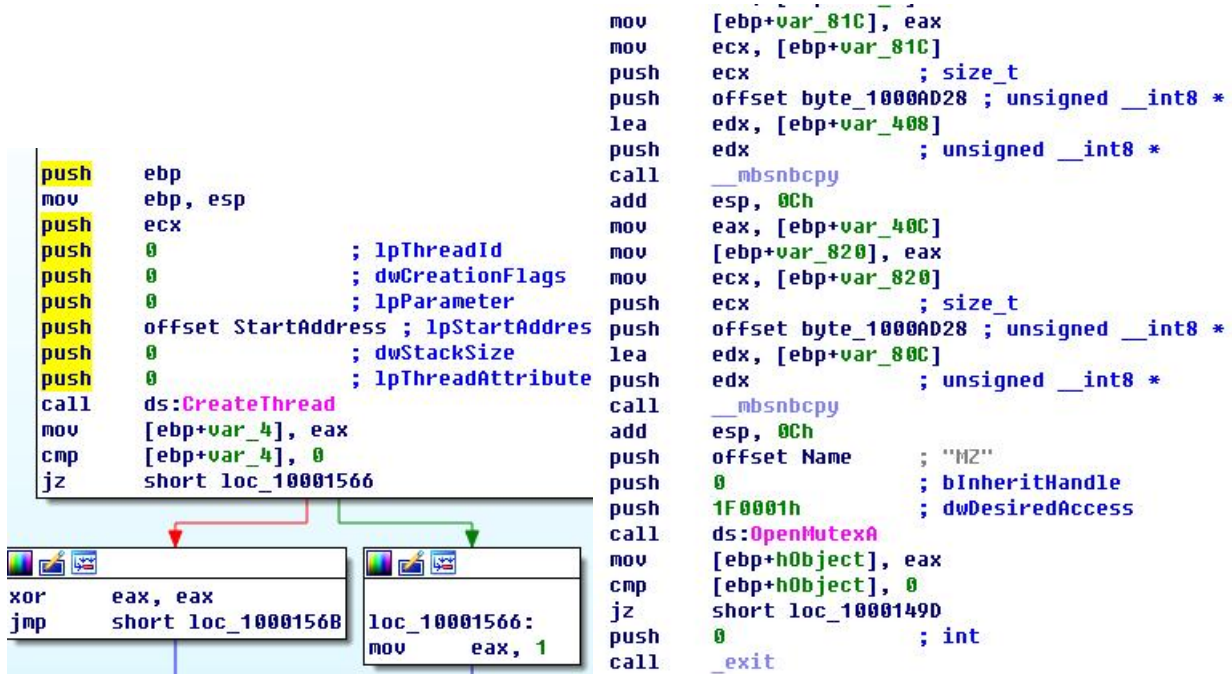 push ebp
mov ebp, esp
push ecx
push 0 ; lpThreadId
push 0 ; dwCreationFlags
push 0 ; lpParameter
push offset StartAddress ; lpStartAddres
push 0 ; dwStackSize
push 0 ; lpThreadAttribute
call ds:CreateThread
mov [ebp+var_4], eax
cmp [ebp+var_4], 0
jz short loc_10001566
xor eax, eax
jmp short loc_1000156B
loc_10001566:
mov eax, 1
mov [ebp+var_81C], eax
mov ecx, [ebp+var_81C]
push ecx ; size_t
push offset byte_1000AD28 ; unsigned __int8 *
lea edx, [ebp+var_408]
push edx ; unsigned __int8 *
call __mbsnbcpy
add esp, 0Ch
mov eax, [ebp+var_40C]
mov [ebp+var_820], eax
mov ecx, [ebp+var_820]
push ecx ; size_t
push offset byte_1000AD28 ; unsigned __int8 *
lea edx, [ebp+var_80C]
push edx ; unsigned __int8 *
call __mbsnbcpy
add esp, 0Ch
push offset Name ; "MZ"
push 0 ; bInheritHandle
push 1F0001h ; dwDesiredAccess
call ds:OpenMutexA
mov [ebp+hObject], eax
cmp [ebp+hObject], 0
jz short loc_1000149D
push 0 ; int
call _exit